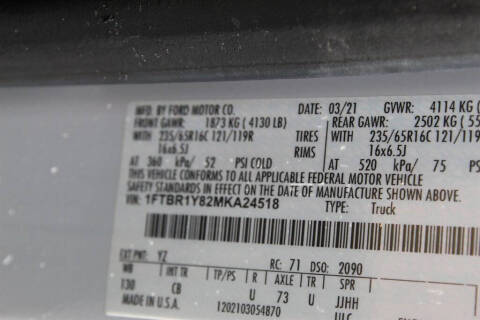 MFD. BY FORD MOTOR CO.
DATE: 03/21 GVWR: 4114 KG
FRONT GAWR: 1873 KG ( 4130 LB) REAR GAWR: 2502 KG ( 55
WITH 235/65R16C 121/119R TIRES WITH 235/65R16C 121/119
16x6.5J RIMS 16x6.5J
AT 360 kPa/ 52 PSI COLD AT 520 kPa/ 75 PSI
THIS VEHICLE CONFORMS TO ALL APPLICABLE FEDERAL MOTOR VEHICLE
SAFETY STANDARDS IN EFFECT ON THE DATE OF MANUFACTURE SHOWN ABOVE.
VIN: 1FTBR1Y82MKA24518 TYPE: Truck
EXT PNT: YZ RC: 71 DSO: 2090
WB INT TR TP/PS R AXLE TR SPR
130 CB U 73 U JJHH
MADE IN U.S.A. 1202103054870